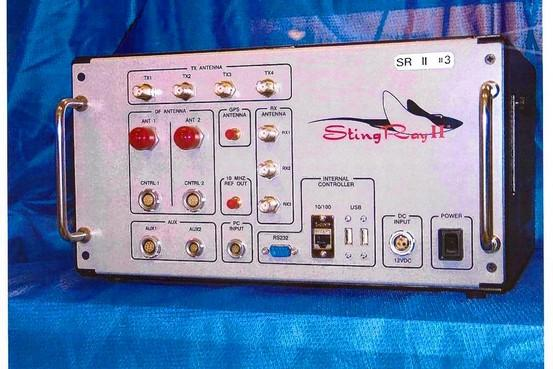 SR II #3
TX ANTENNA
TX1 TX2 TX3 TX4
DF ANTENNA
ANT 1 ANT 2
CNTRL 1 CNTRL 2
GPS
ANTENNA
10 MHZ
REF OUT
RX
ANTENNA
RX1
RX2
RX3
StingRay II
AUX
AUX1 AUX2
PC
INPUT
INTERNAL
CONTROLLER
RS232
10/100
USB
DC
INPUT
12VDC
POWER